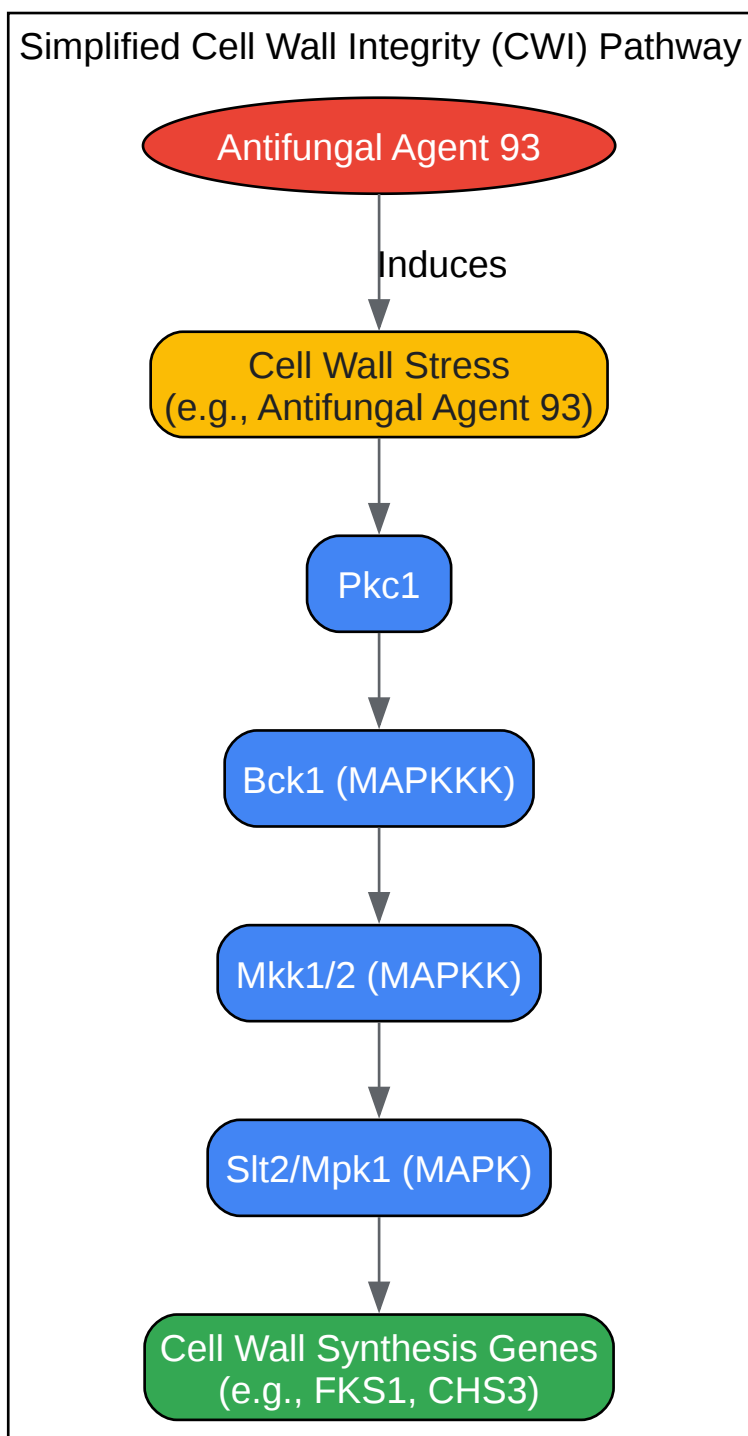 Simplified Cell Wall Integrity (CWI) Pathway
Antifungal Agent 93
Induces
Cell Wall Stress
(e.g., Antifungal Agent 93)
Pkc1
Bck1 (MAPKKK)
Mkk1/2 (MAPKK)
Slt2/Mpk1 (MAPK)
Cell Wall Synthesis Genes
(e.g., FKS1, CHS3)